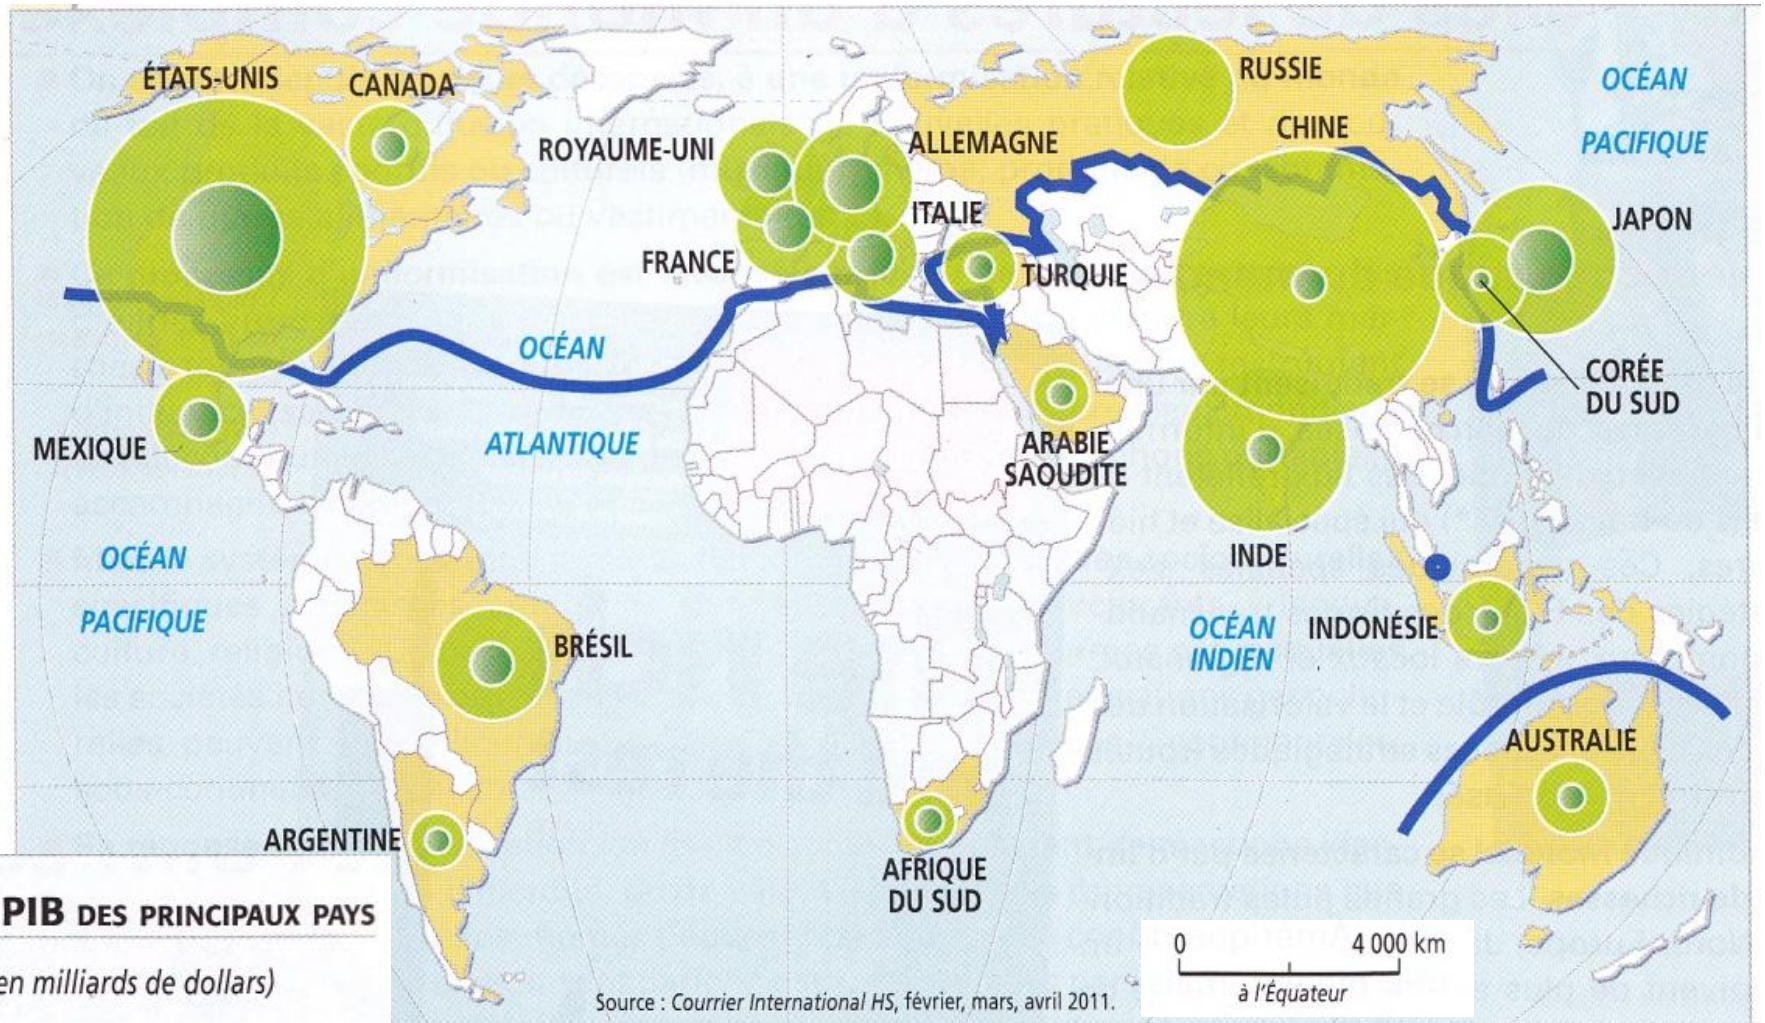 ÉTATS-UNIS
CANADA
RUSSIE
OCÉAN
PACIFIQUE
CHINE
ROYAUME-UNI
ALLEMAGNE
ITALIE
JAPON
FRANCE
TURQUIE
OCÉAN
ATLANTIQUE
CORÉE
DU SUD
MEXIQUE
ARABIE
SAOUDITE
INDE
OCÉAN
PACIFIQUE
BRÉSIL
OCÉAN
INDIEN
INDONÉSIE
AUSTRALIE
ARGENTINE
AFRIQUE
DU SUD
PIB DES PRINCIPAUX PAYS
en milliards de dollars)
0 4 000 km
à l'Équateur
Source : Courrier International HS, février, mars, avril 2011.